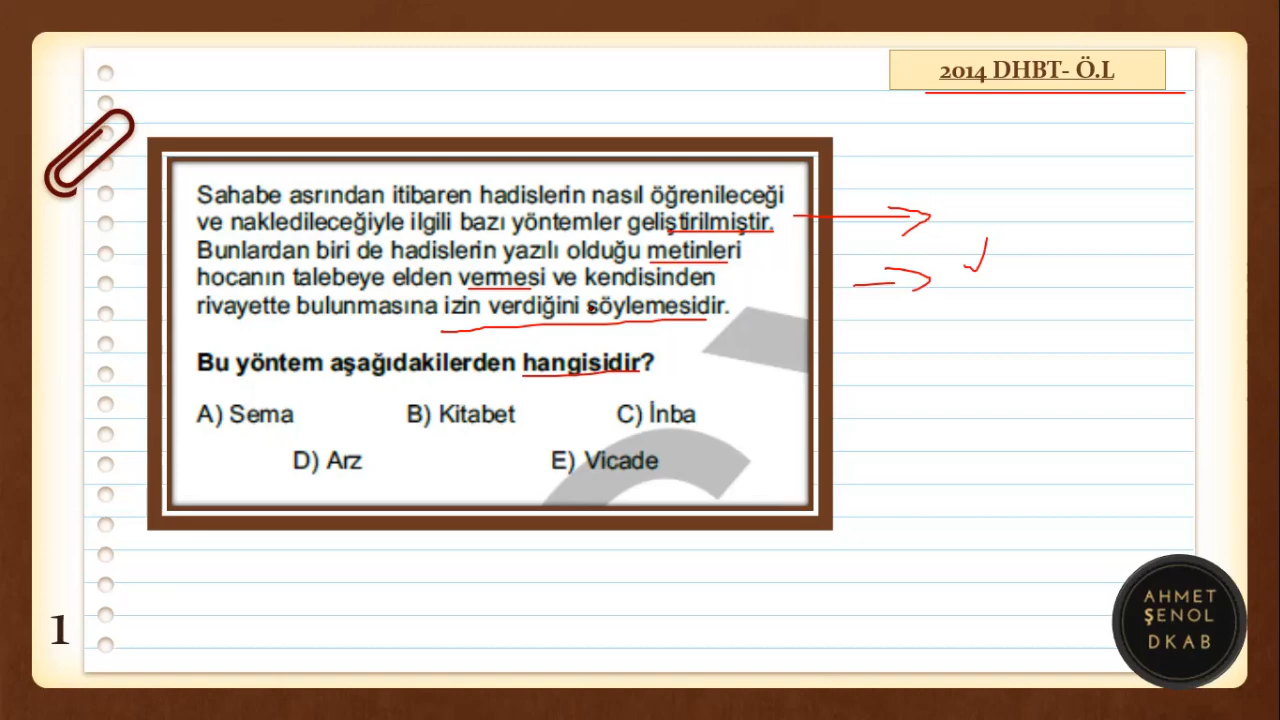 2014 DHBT- Ö.L
Sahabe asrından itibaren hadislerin nasıl öğrenileceği
ve nakledileceğiyle ilgili bazı yöntemler geliştirilmiştir.
Bunlardan biri de hadislerin yazılı olduğu metinleri
hocanın talebeye elden vermesi ve kendisinden
rivayette bulunmasına izin verdiğini söylemesidir.
Bu yöntem aşağıdakilerden hangisidir?
A) Sema B) Kitabet C) İnba
D) Arz E) Vicade
1
AHMET
ŞENOL
DKAB